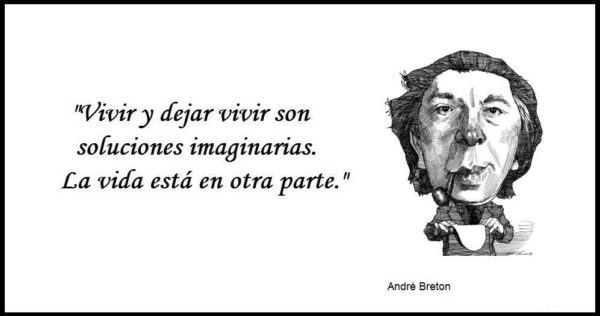 "Vivir y dejar vivir son
soluciones imaginarias.
La vida está en otra parte."
André Breton